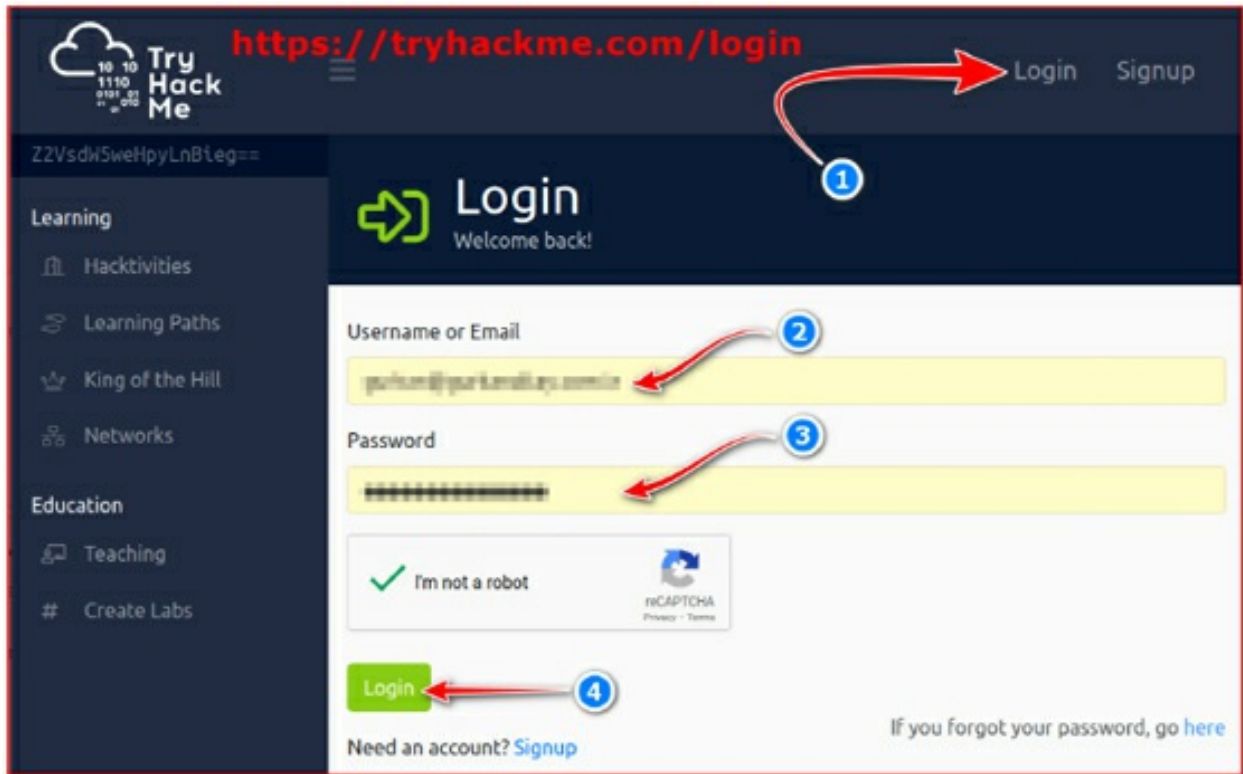 Try
Hack
Me
https://tryhackme.com/login
Login Signup
1
Z2VsdW5weHpyLnBieg==
Learning
Hacktivities
Learning Paths
King of the Hill
Networks
Education
Teaching
Create Labs
Login
Welcome back!
Username or Email
2
Password
3
I'm not a robot
reCAPTCHA
Privacy - Terms
Login
4
Need an account? Signup
If you forgot your password, go here